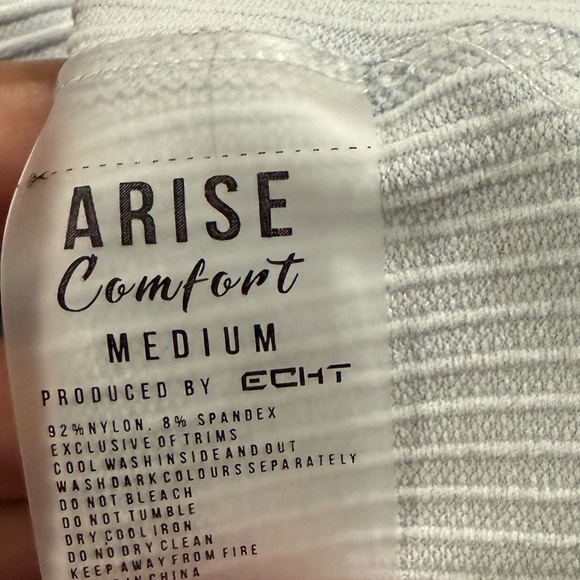 ARISE
Comfort
MEDIUM
PRODUCED BY ECHT
92% NYLON. 8% SPANDEX
EXCLUSIVE OF TRIMS
COOL WASH INSIDE AND OUT
WASH DARK COLOURS SEPARATELY
DO NOT BLEACH
DO NOT TUMBLE
DRY COOL IRON
DO NO DRY CLEAN
KEEP AWAY FROM FIRE
IN CHINA